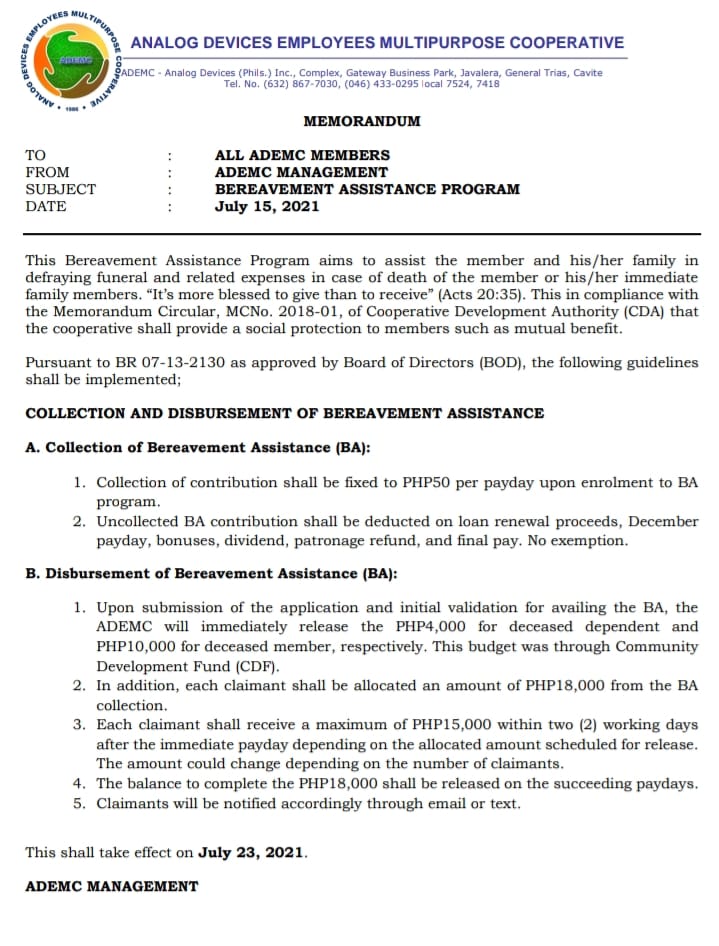 ANALOG DEVICES EMPLOYEES MULTIPURPOSE COOPERATIVE
ADEMC
1986
ANALOG DEVICES EMPLOYEES MULTIPURPOSE COOPERATIVE
ADEMC - Analog Devices (Phils.) Inc., Complex, Gateway Business Park, Javalera, General Trias, Cavite
Tel. No. (632) 867-7030, (046) 433-0295 local 7524, 7418
MEMORANDUM
TO : ALL ADEMC MEMBERS
FROM : ADEMC MANAGEMENT
SUBJECT : BEREAVEMENT ASSISTANCE PROGRAM
DATE : July 15, 2021
This Bereavement Assistance Program aims to assist the member and his/her family in
defraying funeral and related expenses in case of death of the member or his/her immediate
family members. “It’s more blessed to give than to receive” (Acts 20:35). This in compliance with
the Memorandum Circular, MCNo. 2018-01, of Cooperative Development Authority (CDA) that
the cooperative shall provide a social protection to members such as mutual benefit.
Pursuant to BR 07-13-2130 as approved by Board of Directors (BOD), the following guidelines
shall be implemented;
COLLECTION AND DISBURSEMENT OF BEREAVEMENT ASSISTANCE
A. Collection of Bereavement Assistance (BA):
1. Collection of contribution shall be fixed to PHP50 per payday upon enrolment to BA
program.
2. Uncollected BA contribution shall be deducted on loan renewal proceeds, December
payday, bonuses, dividend, patronage refund, and final pay. No exemption.
B. Disbursement of Bereavement Assistance (BA):
1. Upon submission of the application and initial validation for availing the BA, the
ADEMC will immediately release the PHP4,000 for deceased dependent and
PHP10,000 for deceased member, respectively. This budget was through Community
Development Fund (CDF).
2. In addition, each claimant shall be allocated an amount of PHP18,000 from the BA
collection.
3. Each claimant shall receive a maximum of PHP15,000 within two (2) working days
after the immediate payday depending on the allocated amount scheduled for release.
The amount could change depending on the number of claimants.
4. The balance to complete the PHP18,000 shall be released on the succeeding paydays.
5. Claimants will be notified accordingly through email or text.
This shall take effect on July 23, 2021.
ADEMC MANAGEMENT